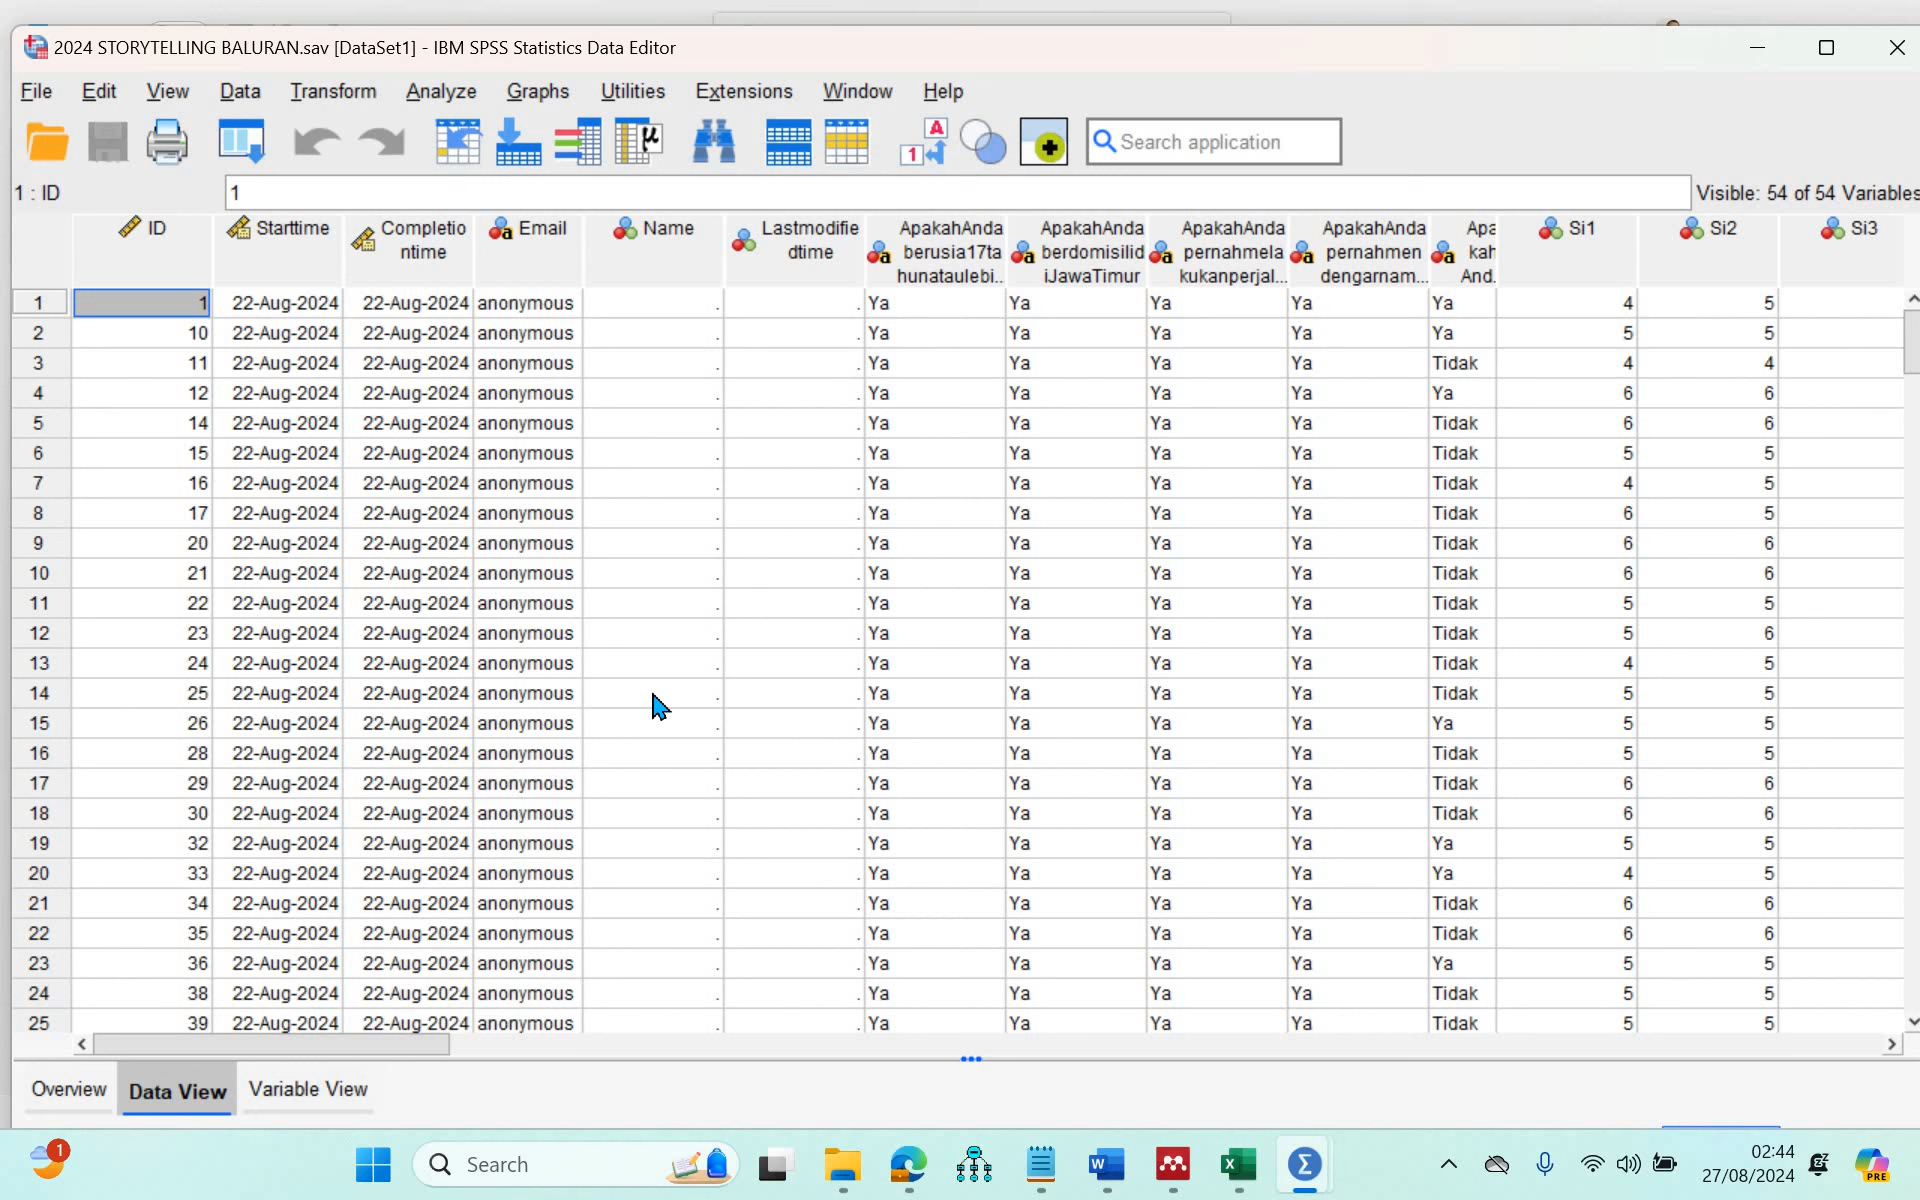 2024 STORYTELLING BALURAN.sav [DataSet1] - IBM SPSS Statistics Data Editor
File Edit View Data Transform Analyze Graphs Utilities Extensions Window Help
Search application
1 : ID 1 Visible: 54 of 54 Variables
ID Starttime Completio Email Name Lastmodifie ApakahAnda ApakahAnda ApakahAnda ApakahAnda Apa Si1 Si2 Si3
ntime dtime berusia17ta berdomisilid pernahmela pernahmen kah
hunataulebi... iJawaTimur kukanperjal... dengarnam... And.
1 1 22-Aug-2024 22-Aug-2024 anonymous . . Ya Ya Ya Ya Ya 4 5
2 10 22-Aug-2024 22-Aug-2024 anonymous . . Ya Ya Ya Ya Ya 5 5
3 11 22-Aug-2024 22-Aug-2024 anonymous . . Ya Ya Ya Ya Tidak 4 4
4 12 22-Aug-2024 22-Aug-2024 anonymous . . Ya Ya Ya Ya Ya 6 6
5 14 22-Aug-2024 22-Aug-2024 anonymous . . Ya Ya Ya Ya Tidak 6 6
6 15 22-Aug-2024 22-Aug-2024 anonymous . . Ya Ya Ya Ya Tidak 5 5
7 16 22-Aug-2024 22-Aug-2024 anonymous . . Ya Ya Ya Ya Tidak 4 5
8 17 22-Aug-2024 22-Aug-2024 anonymous . . Ya Ya Ya Ya Tidak 6 5
9 20 22-Aug-2024 22-Aug-2024 anonymous . . Ya Ya Ya Ya Tidak 6 6
10 21 22-Aug-2024 22-Aug-2024 anonymous . . Ya Ya Ya Ya Tidak 6 6
11 22 22-Aug-2024 22-Aug-2024 anonymous . . Ya Ya Ya Ya Tidak 5 5
12 23 22-Aug-2024 22-Aug-2024 anonymous . . Ya Ya Ya Ya Tidak 5 6
13 24 22-Aug-2024 22-Aug-2024 anonymous . . Ya Ya Ya Ya Tidak 4 5
14 25 22-Aug-2024 22-Aug-2024 anonymous . . Ya Ya Ya Ya Tidak 5 5
15 26 22-Aug-2024 22-Aug-2024 anonymous . . Ya Ya Ya Ya Ya 5 5
16 28 22-Aug-2024 22-Aug-2024 anonymous . . Ya Ya Ya Ya Tidak 5 5
17 29 22-Aug-2024 22-Aug-2024 anonymous . . Ya Ya Ya Ya Tidak 6 6
18 30 22-Aug-2024 22-Aug-2024 anonymous . . Ya Ya Ya Ya Tidak 6 6
19 32 22-Aug-2024 22-Aug-2024 anonymous . . Ya Ya Ya Ya Ya 5 5
20 33 22-Aug-2024 22-Aug-2024 anonymous . . Ya Ya Ya Ya Ya 4 5
21 34 22-Aug-2024 22-Aug-2024 anonymous . . Ya Ya Ya Ya Tidak 6 6
22 35 22-Aug-2024 22-Aug-2024 anonymous . . Ya Ya Ya Ya Tidak 6 6
23 36 22-Aug-2024 22-Aug-2024 anonymous . . Ya Ya Ya Ya Ya 5 5
24 38 22-Aug-2024 22-Aug-2024 anonymous . . Ya Ya Ya Ya Tidak 5 5
25 39 22-Aug-2024 22-Aug-2024 anonymous . . Ya Ya Ya Ya Tidak 5 5
Overview Data View Variable View
1 Search 02:44
27/08/2024 PRE